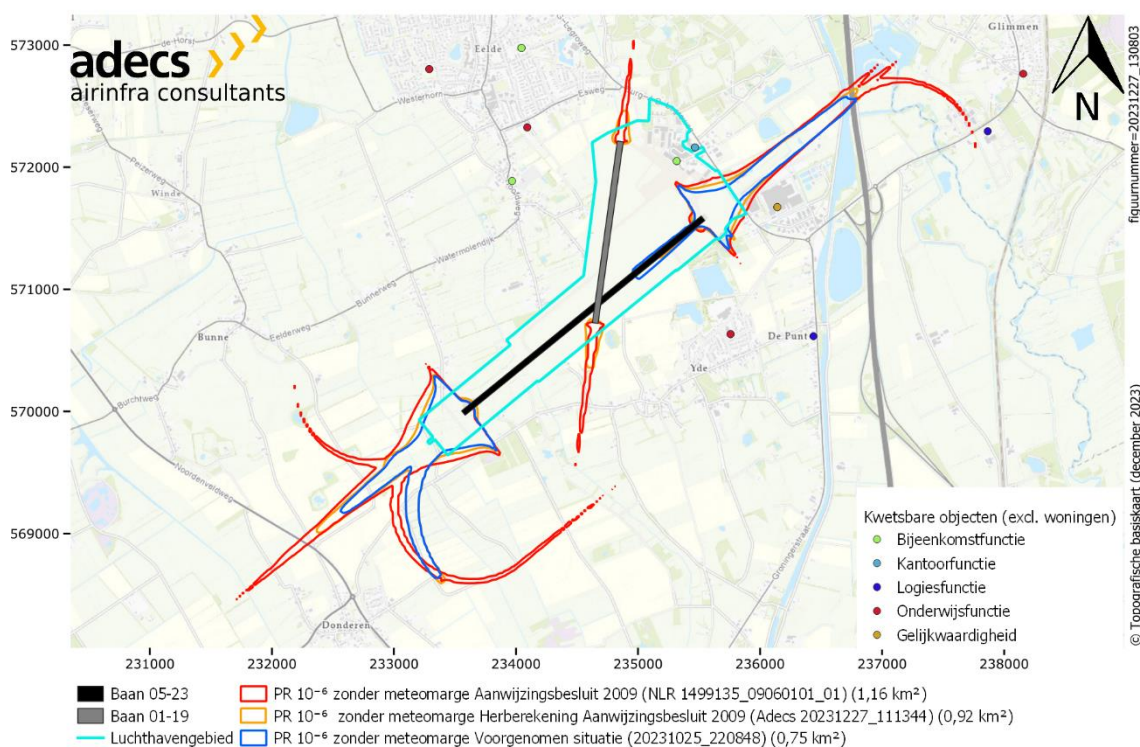 573000
572000
571000
570000
569000
adecs
airinfra consultants
Eelde
Glimmen
Westerhorn
Esweg
Winde
Peizerweg
Watermolendijk
Bunnerweg
Eelderweg
Bunne
Burchtweg
Noordenveldweg
Yde
De Punt
Groningerstraat
Donderen
N
figuurnummer=20231227_130803
© Topografische basiskaart (december 2023)
Kwetsbare objecten (excl. woningen)
Bijeenkomstfunctie
Kantoorfunctie
Logiesfunctie
Onderwijsfunctie
Gelijkwaardigheid
231000 232000 233000 234000 235000 236000 237000 238000
Baan 05-23 PR 10⁻⁶ zonder meteomarge Aanwijzingsbesluit 2009 (NLR 1499135_09060101_01) (1,16 km²)
Baan 01-19 PR 10⁻⁶ zonder meteomarge Herberekening Aanwijzingsbesluit 2009 (Adecs 20231227_111344) (0,92 km²)
Luchthavengebied PR 10⁻⁶ zonder meteomarge Voorgenomen situatie (20231025_220848) (0,75 km²)